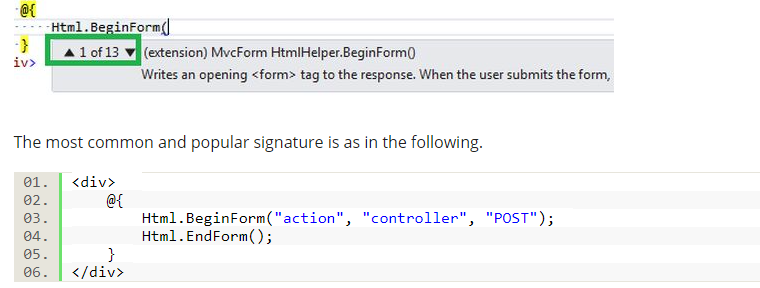 @{
Html.BeginForm(
}
▲ 1 of 13 ▼ (extension) MvcForm HtmlHelper.BeginForm()
iv>
Writes an opening <form> tag to the response. When the user submits the form,
The most common and popular signature is as in the following.
01. <div>
02. @{
03. Html.BeginForm("action", "controller", "POST");
04. Html.EndForm();
05. }
06. </div>